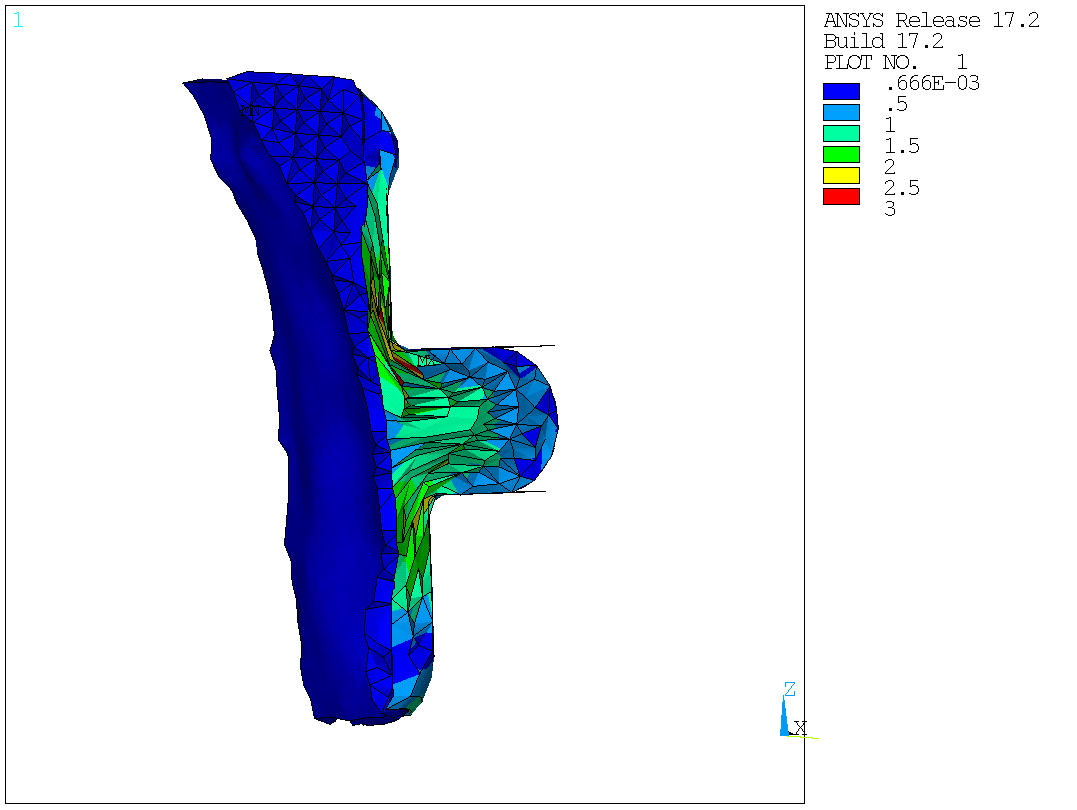 1
ANSYS Release 17.2
Build 17.2
PLOT NO. 1
.666E-03
.5
1
1.5
2
2.5
3
MX
Z
X